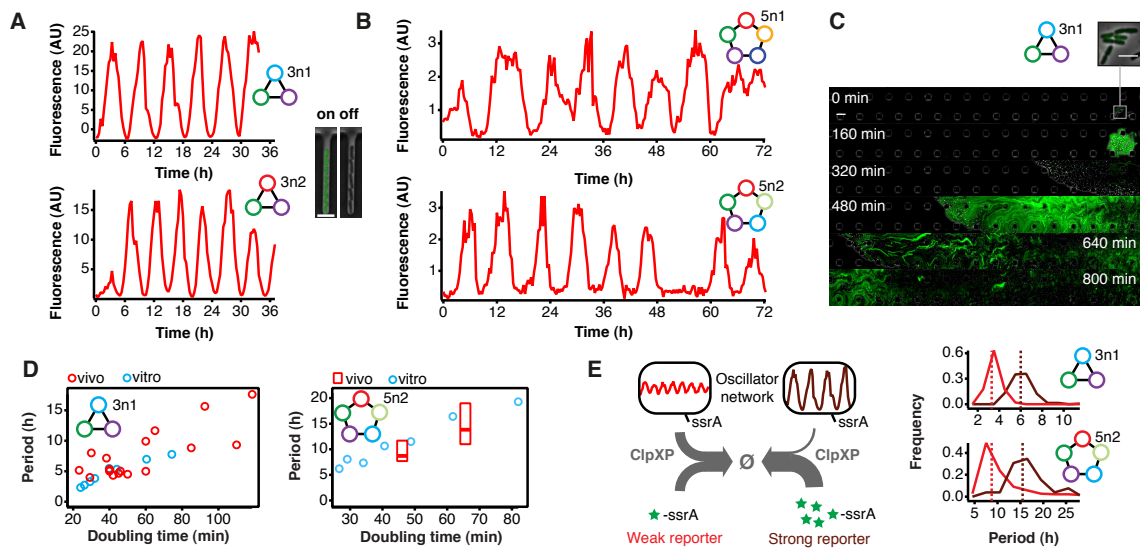 A
Fluorescence (AU)
25
20
15
10
5
0
3n1
0 6 12 18 24 30 36
Time (h)
on off
Fluorescence (AU)
15
10
5
3n2
0 6 12 18 24 30 36
Time (h)
B
Fluorescence (AU)
3
2
1
5n1
0 12 24 36 48 60 72
Time (h)
Fluorescence (AU)
3
2
1
5n2
0 12 24 36 48 60 72
Time (h)
C
3n1
0 min
160 min
320 min
480 min
640 min
800 min
D
vivo vitro
Period (h)
15
10
5
0
3n1
20 40 60 80 100
Doubling time (min)
vivo vitro
Period (h)
20
15
10
5
0
5n2
30 40 50 60 70 80
Doubling time (min)
E
Oscillator
network
ssrA
ssrA
ClpXP
Ø
ClpXP
-ssrA
-ssrA
Weak reporter
Strong reporter
Frequency
0.6
0.3
0.0
3n1
2 4 6 8 10
0.4
0.2
0.0
5n2
5 10 15 20 25
Period (h)